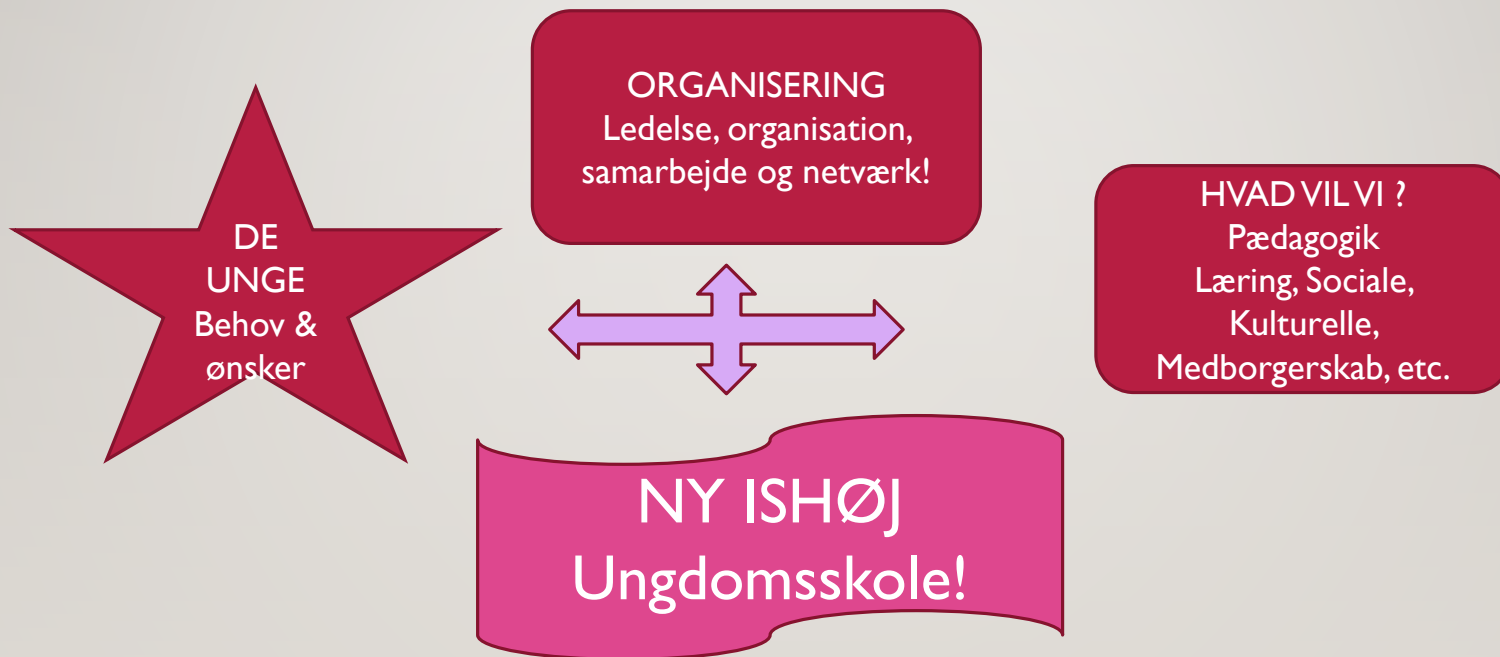 DE
UNGE
Behov &
ønsker
ORGANISERING
Ledelse, organisation,
samarbejde og netværk!
HVAD VIL VI ?
Pædagogik
Læring, Sociale,
Kulturelle,
Medborgerskab, etc.
NY ISHØJ
Ungdomsskole!